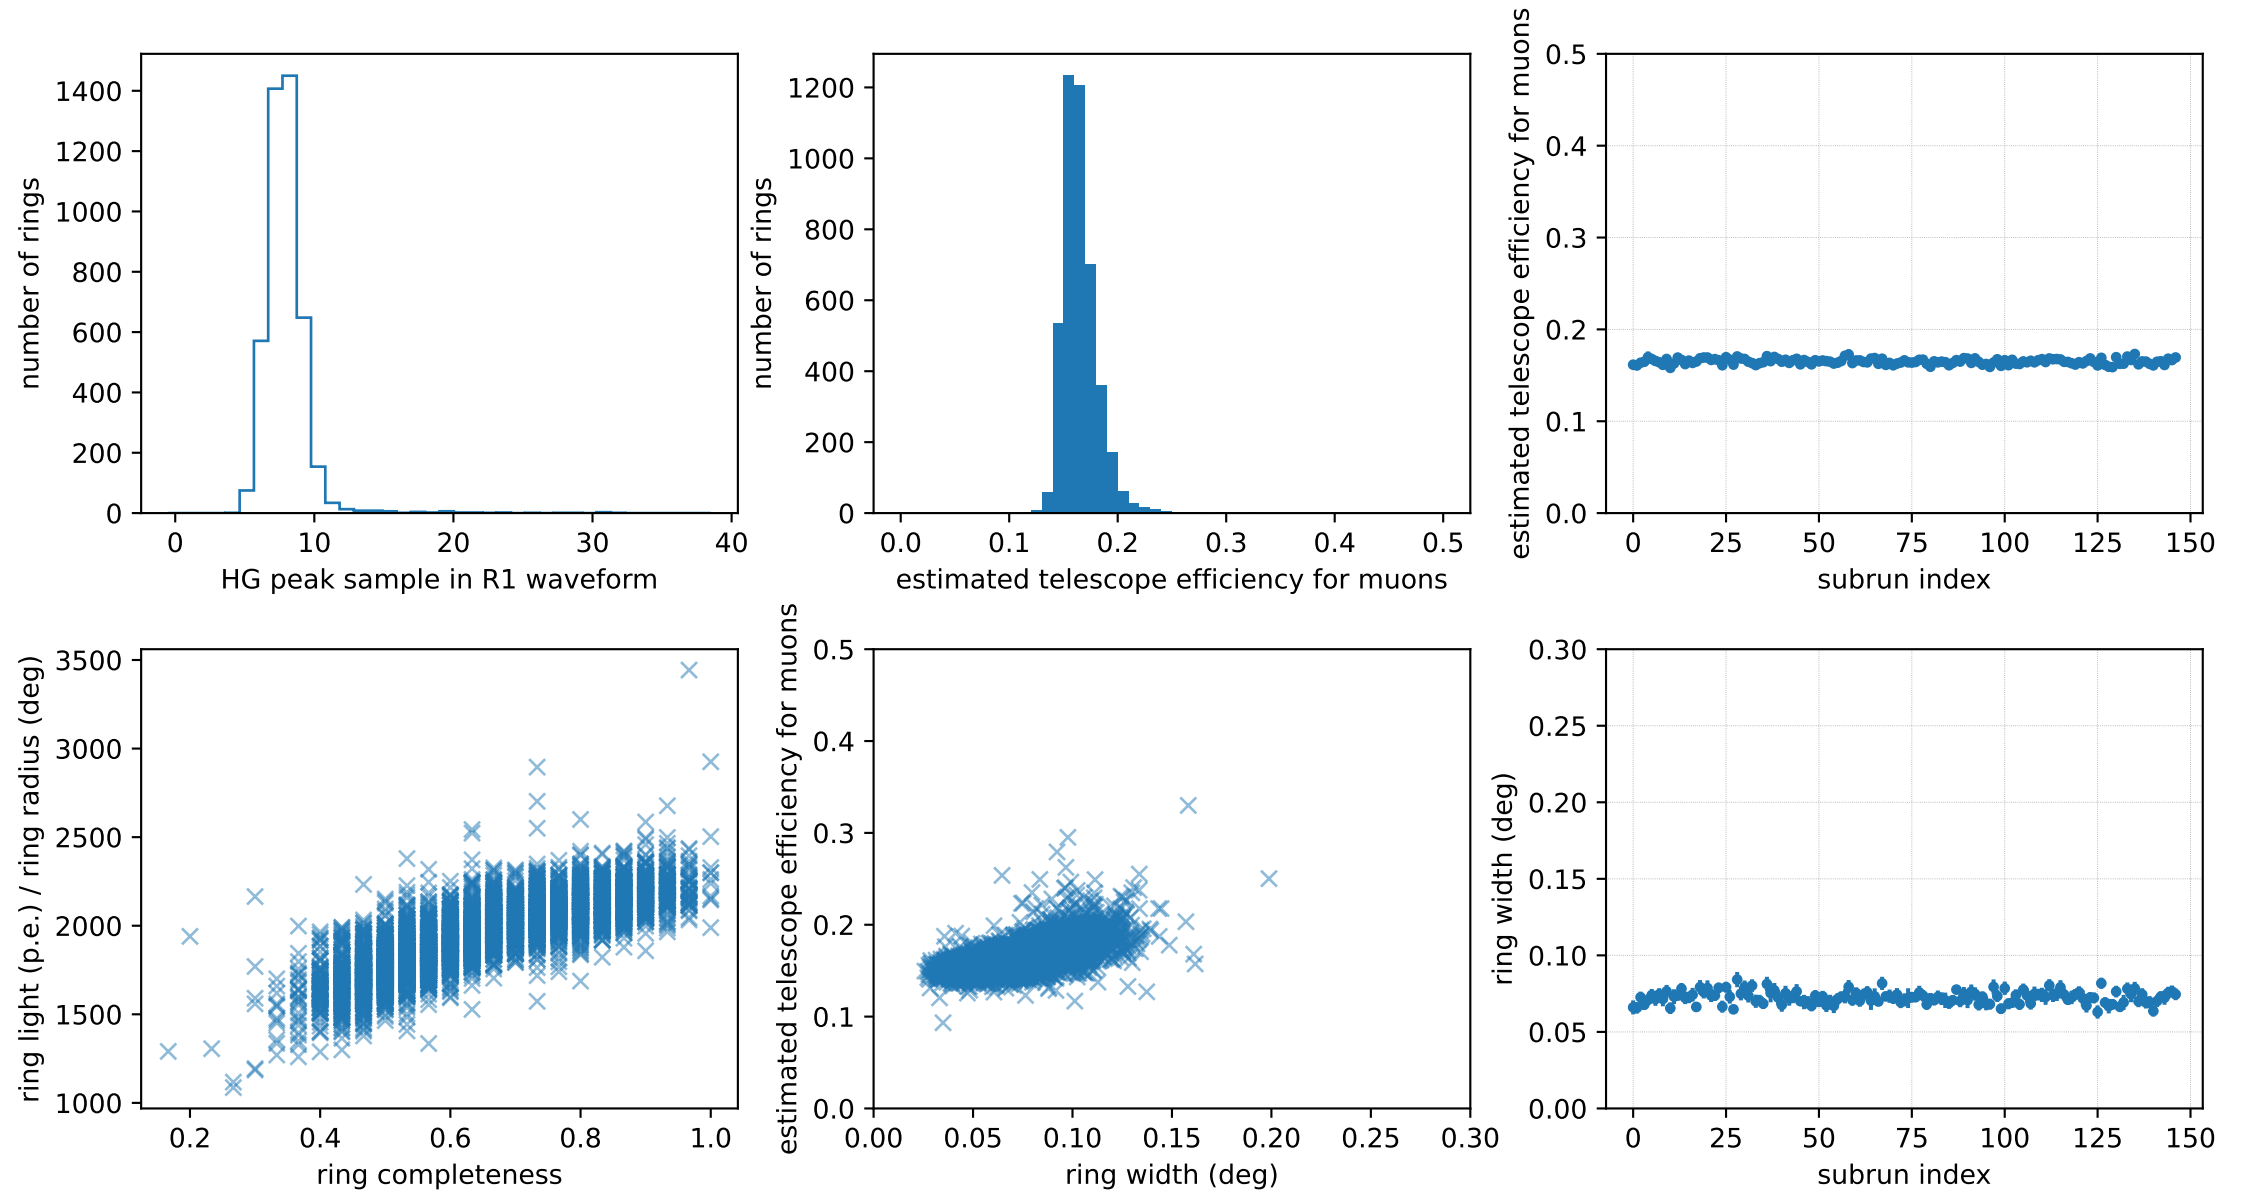 number of rings
1400
1200
1000
800
600
400
200
0
0 10 20 30 40
HG peak sample in R1 waveform
number of rings
1200
1000
800
600
400
200
0
0.0 0.1 0.2 0.3 0.4 0.5
estimated telescope efficiency for muons
estimated telescope efficiency for muons
0.5
0.4
0.3
0.2
0.1
0.0
0 25 50 75 100 125 150
subrun index
ring light (p.e.) / ring radius (deg)
3500
3000
2500
2000
1500
1000
0.2 0.4 0.6 0.8 1.0
ring completeness
estimated telescope efficiency for muons
0.5
0.4
0.3
0.2
0.1
0.0
0.00 0.05 0.10 0.15 0.20 0.25 0.30
ring width (deg)
ring width (deg)
0.30
0.25
0.20
0.15
0.10
0.05
0.00
0 25 50 75 100 125 150
subrun index